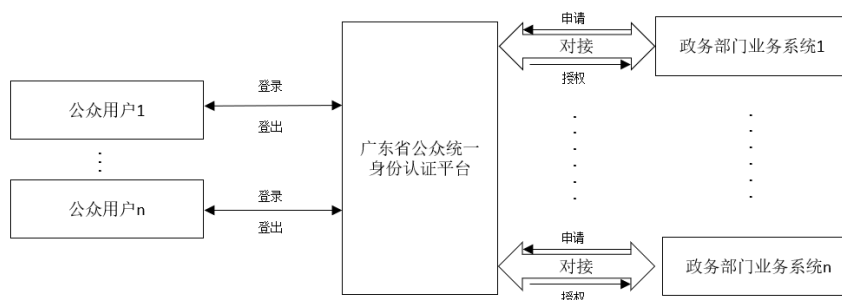 申请
对接
授权
政务部门业务系统1
登录
公众用户1
登出
广东省公众统一
身份认证平台
登录
公众用户n
登出
申请
对接
授权
政务部门业务系统n